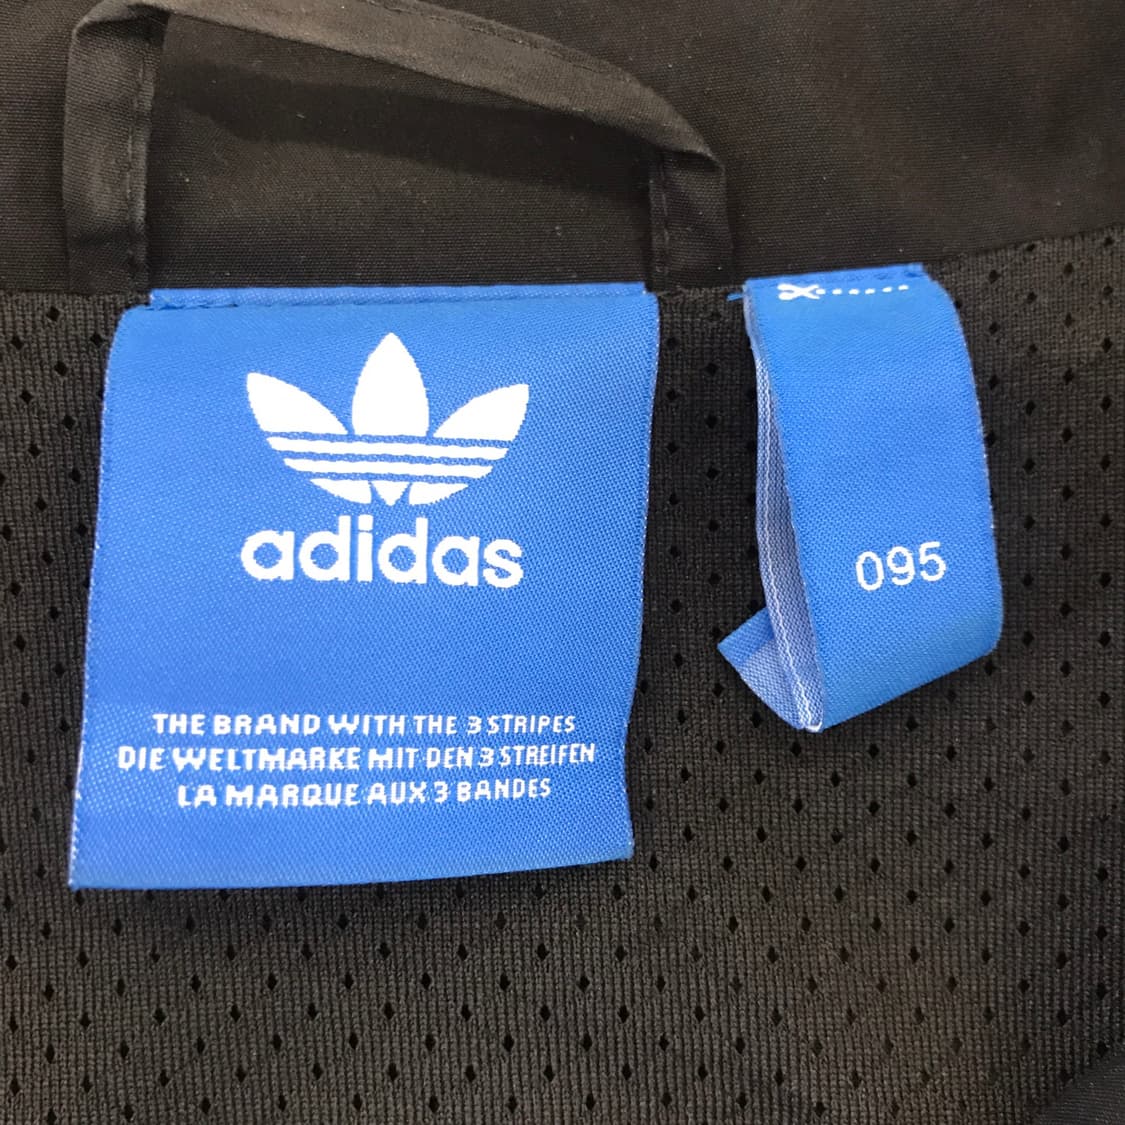 adidas
THE BRAND WITH THE 3 STRIPES
DIE WELTMARKE MIT DEN 3 STREIFEN
LA MARQUE AUX 3 BANDES
095